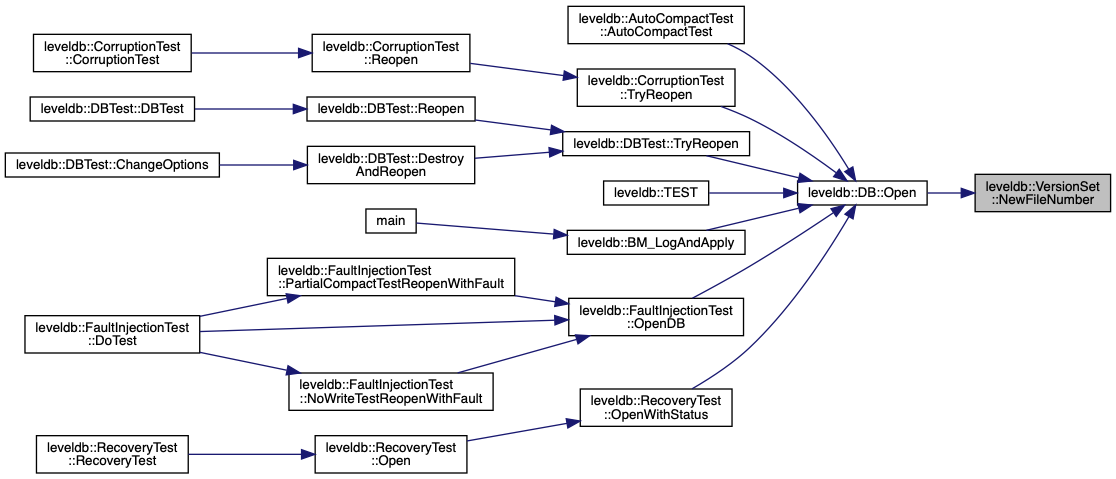 leveldb::AutoCompactTest
::AutoCompactTest
leveldb::CorruptionTest
::CorruptionTest
leveldb::CorruptionTest
::Reopen
leveldb::CorruptionTest
::TryReopen
leveldb::DBTest::DBTest
leveldb::DBTest::Reopen
leveldb::DBTest::TryReopen
leveldb::DBTest::ChangeOptions
leveldb::DBTest::Destroy
AndReopen
leveldb::TEST
leveldb::DB::Open
leveldb::VersionSet
::NewFileNumber
main
leveldb::BM_LogAndApply
leveldb::FaultInjectionTest
::PartialCompactTestReopenWithFault
leveldb::FaultInjectionTest
::DoTest
leveldb::FaultInjectionTest
::OpenDB
leveldb::FaultInjectionTest
::NoWriteTestReopenWithFault
leveldb::RecoveryTest
::OpenWithStatus
leveldb::RecoveryTest
::RecoveryTest
leveldb::RecoveryTest
::Open